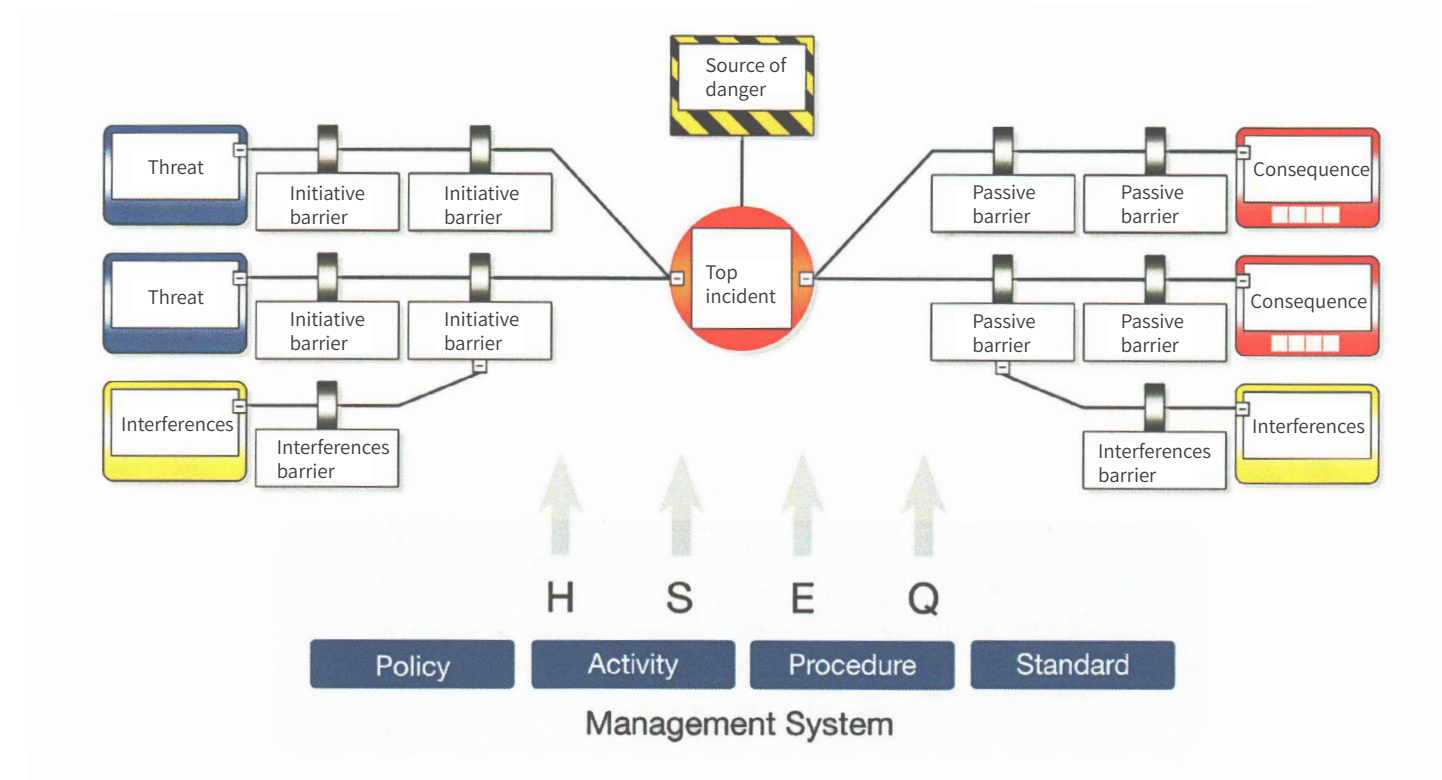 Source of
danger
Threat
Initiative
barrier
Initiative
barrier
Passive
barrier
Passive
barrier
Consequence
Top
incident
Threat
Initiative
barrier
Initiative
barrier
Passive
barrier
Passive
barrier
Consequence
Interferences
Interferences
barrier
Interferences
barrier
Interferences
H S E Q
Policy Activity Procedure Standard
Management System